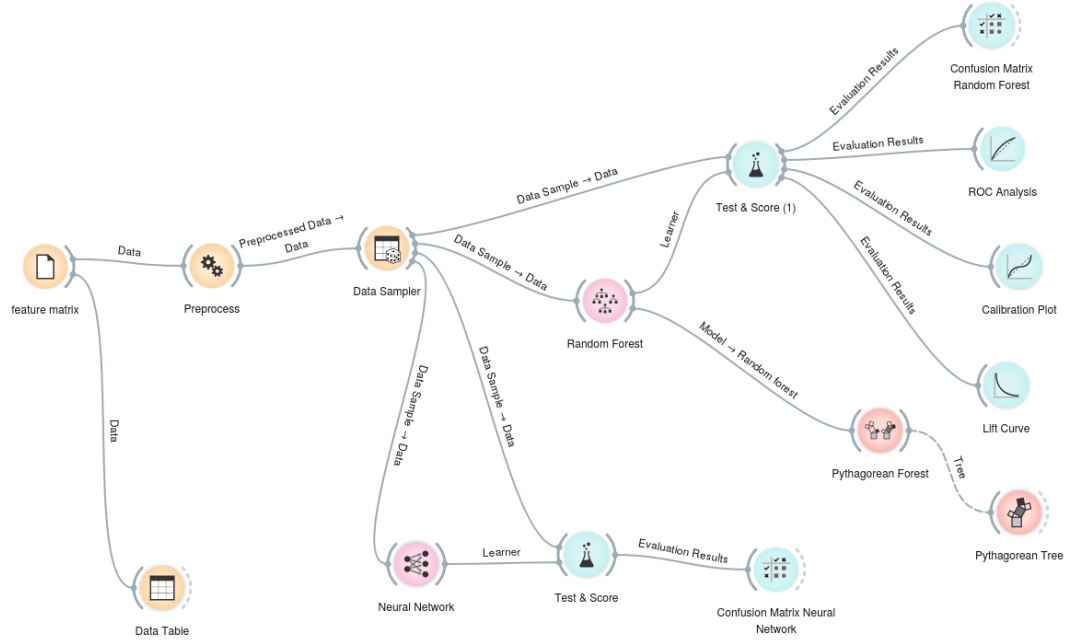 Confusion Matrix
Random Forest
Evaluation Results
Evaluation Results
ROC Analysis
Data Sample → Data
Test & Score (1)
Evaluation Results
Learner
Preprocessed Data →
Data
Data
Data Sample → Data
Evaluation Results
feature matrix
Preprocess
Data Sampler
Calibration Plot
Random Forest
Data Sample → Data
Data Sample → Data
Model → Random forest
Data
Lift Curve
Pythagorean Forest
Tree
Pythagorean Tree
Learner
Evaluation Results
Neural Network
Test & Score
Confusion Matrix Neural
Network
Data Table